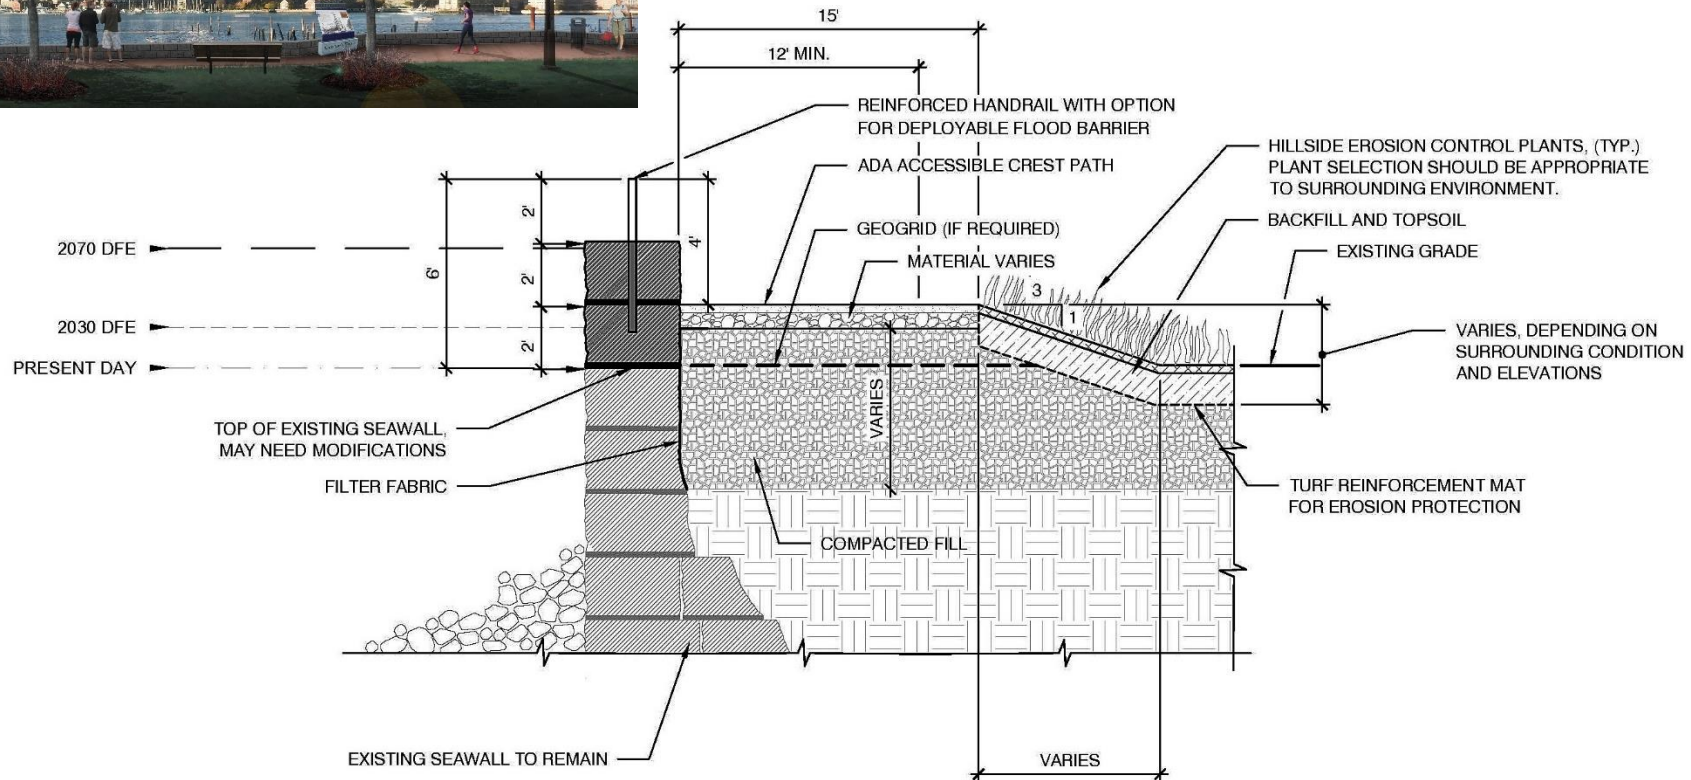 15'
12' MIN.
REINFORCED HANDRAIL WITH OPTION
FOR DEPLOYABLE FLOOD BARRIER
ADA ACCESSIBLE CREST PATH
HILLSIDE EROSION CONTROL PLANTS, (TYP.)
PLANT SELECTION SHOULD BE APPROPRIATE
TO SURROUNDING ENVIRONMENT.
BACKFILL AND TOPSOIL
GEOGRID (IF REQUIRED)
MATERIAL VARIES
EXISTING GRADE
2070 DFE
2030 DFE
PRESENT DAY
6'
2'
2'
2'
4'
3
1
VARIES, DEPENDING ON
SURROUNDING CONDITION
AND ELEVATIONS
VARIES
TOP OF EXISTING SEAWALL,
MAY NEED MODIFICATIONS
FILTER FABRIC
TURF REINFORCEMENT MAT
FOR EROSION PROTECTION
COMPACTED FILL
EXISTING SEAWALL TO REMAIN
VARIES